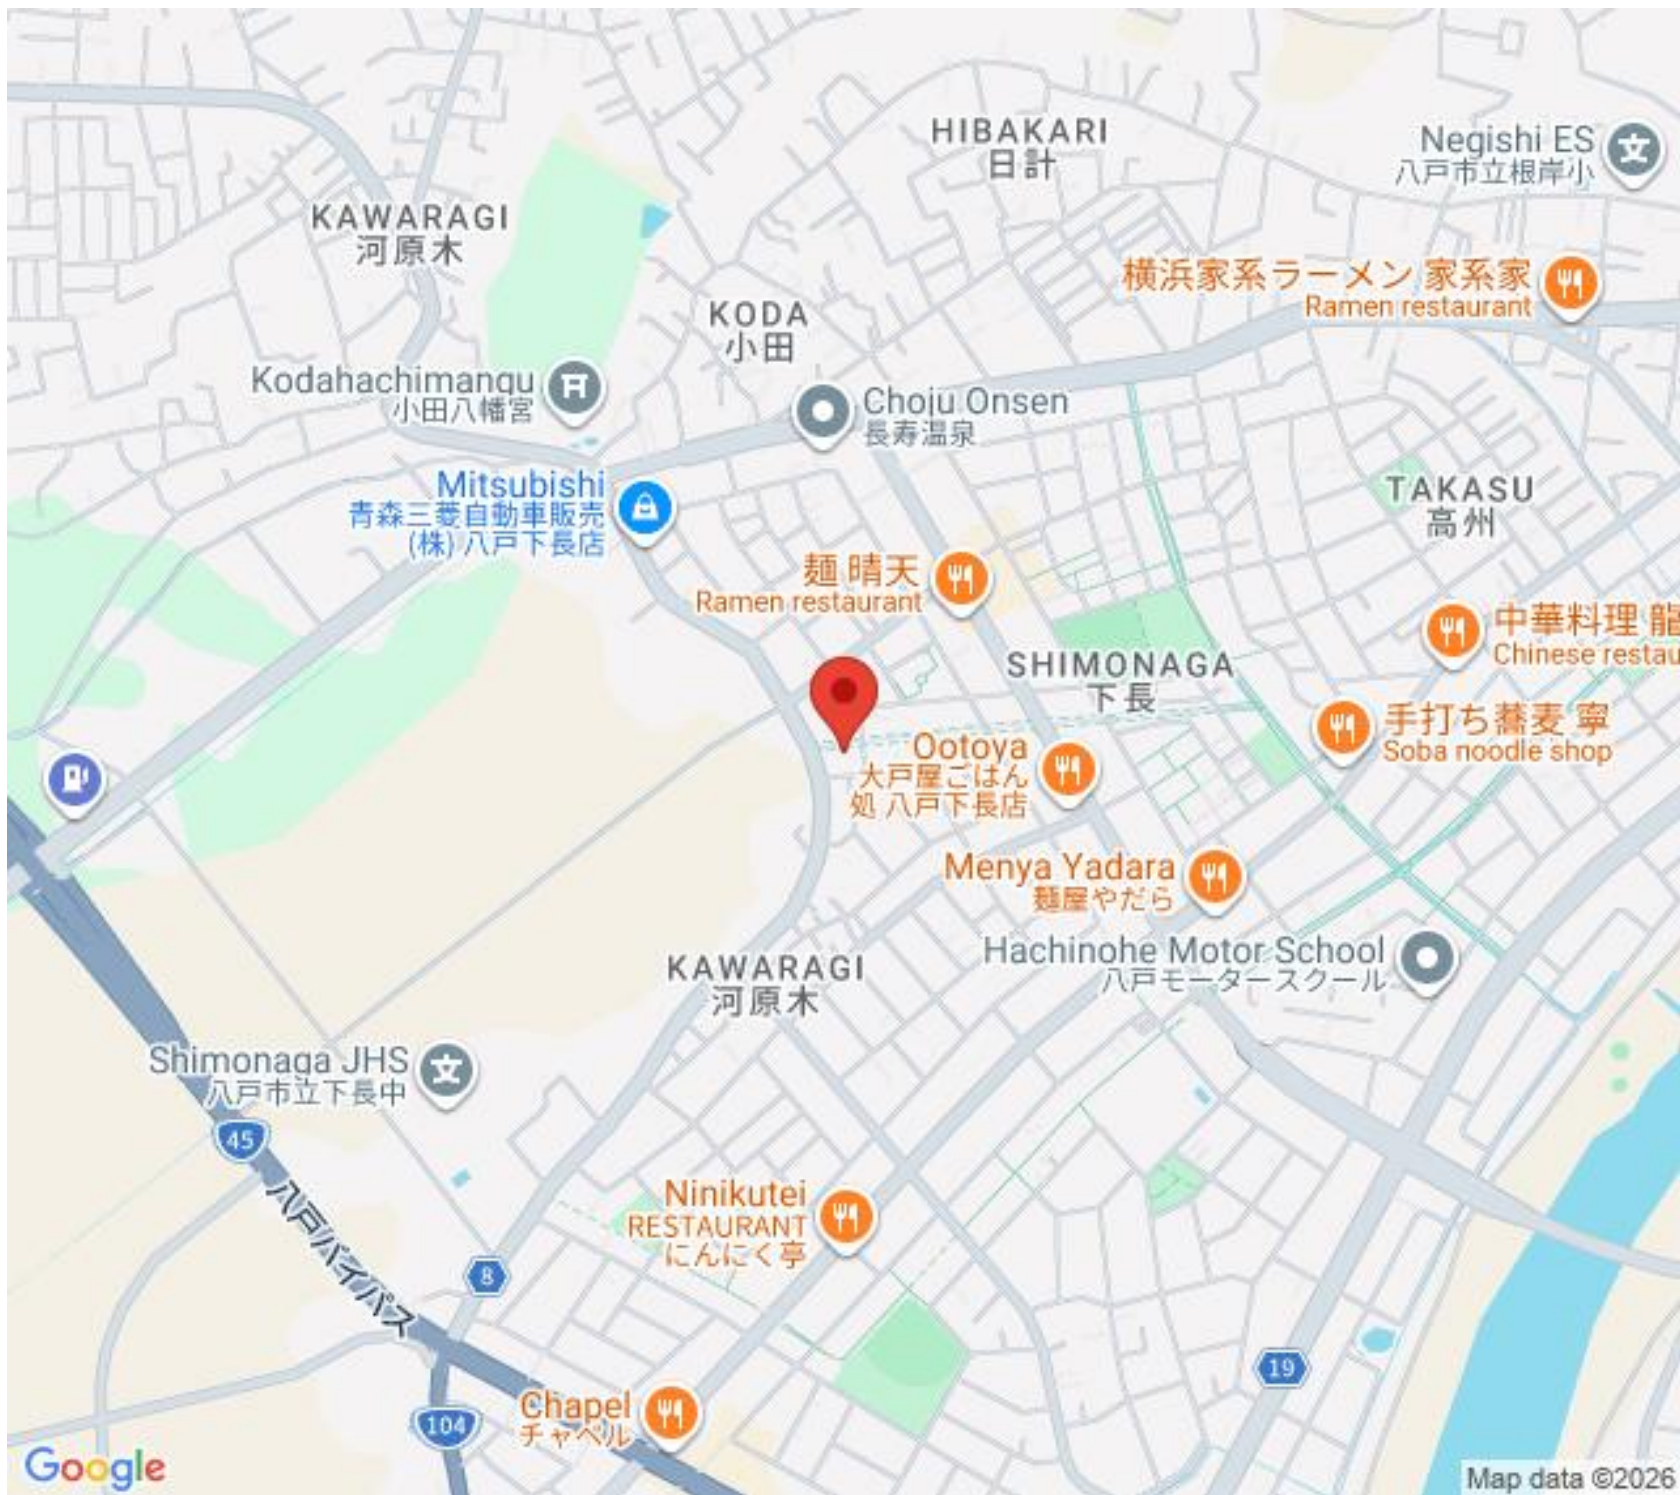 HIBAKARI
日計
Negishi ES
八戸市立根岸小
KAWARAGI
河原木
横浜家系ラーメン 家系家
Ramen restaurant
KODA
小田
Kodahachimangu
小田八幡宮
Choju Onsen
長寿温泉
Mitsubishi
青森三菱自動車販売
(株) 八戸下長店
TAKASU
高州
麺 晴天
Ramen restaurant
中華料理 龍
Chinese restau
SHIMONAGA
下長
手打ち蕎麦 寧
Soba noodle shop
Ootoya
大戸屋ごはん
処 八戸下長店
Menya Yadara
麺屋やだら
Hachinohe Motor School
八戸モータースクール
KAWARAGI
河原木
Shimonaga JHS
八戸市立下長中
45
八戸バイパス
Ninikutei
RESTAURANT
にんにく亭
8
19
Chapel
チャペル
104
Google
Map data ©2026